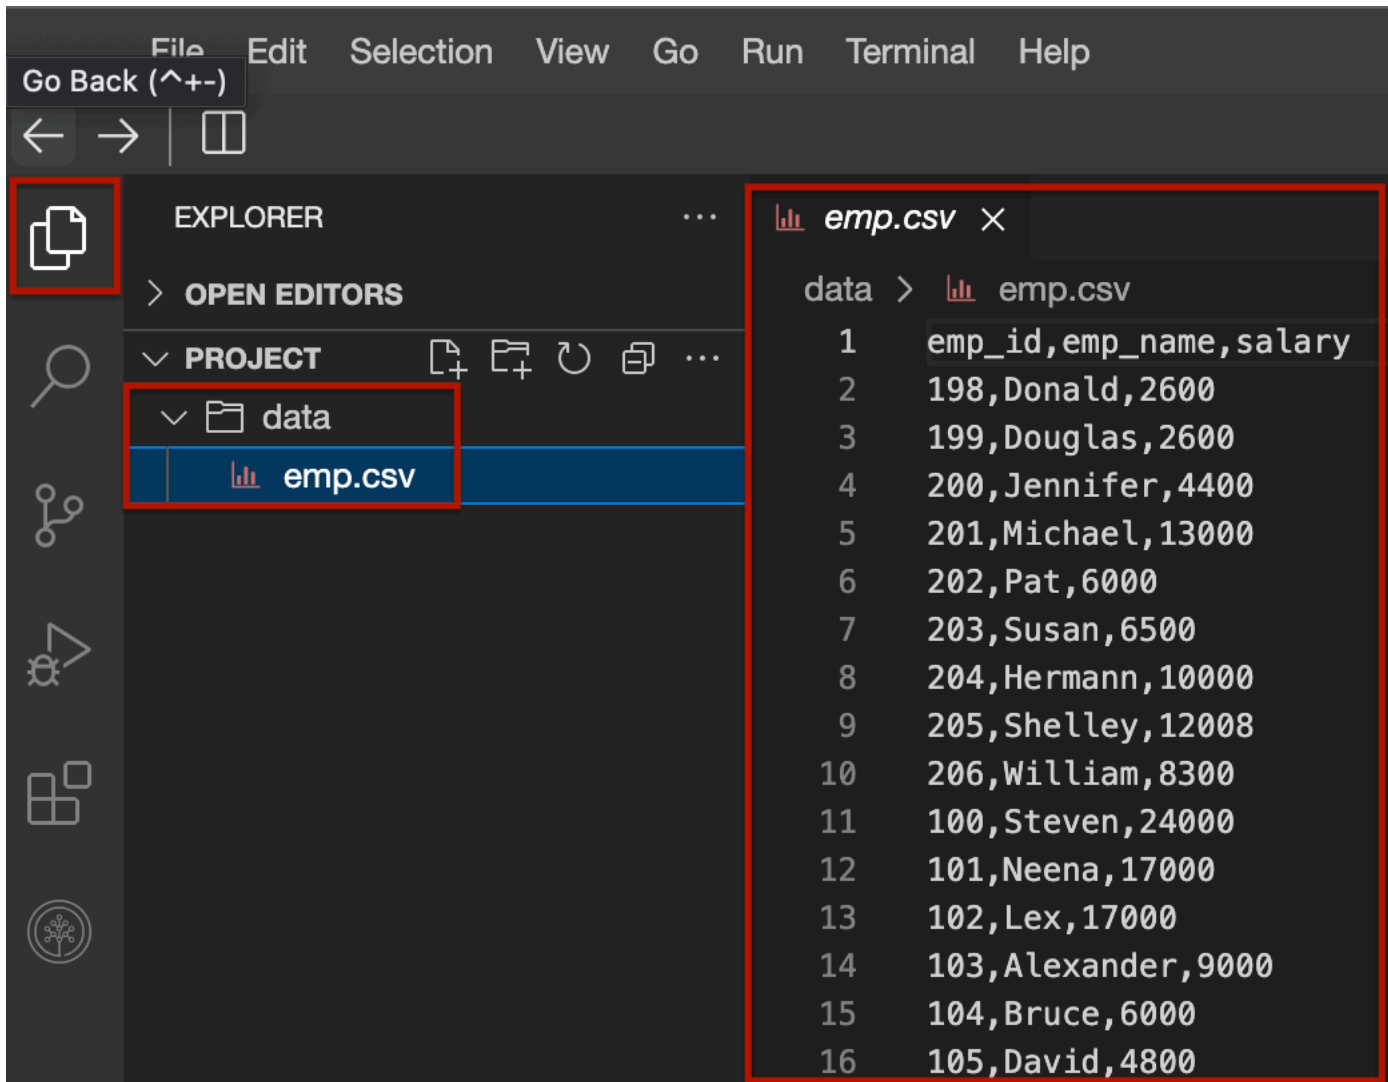 File Edit Selection View Go Run Terminal Help
Go Back (^+-)
EXPLORER ...
OPEN EDITORS
PROJECT ...
data
emp.csv
emp.csv
data > emp.csv
1 emp_id,emp_name,salary
2 198,Donald,2600
3 199,Douglas,2600
4 200,Jennifer,4400
5 201,Michael,13000
6 202,Pat,6000
7 203,Susan,6500
8 204,Hermann,10000
9 205,Shelley,12008
10 206,William,8300
11 100,Steven,24000
12 101,Neena,17000
13 102,Lex,17000
14 103,Alexander,9000
15 104,Bruce,6000
16 105,David,4800